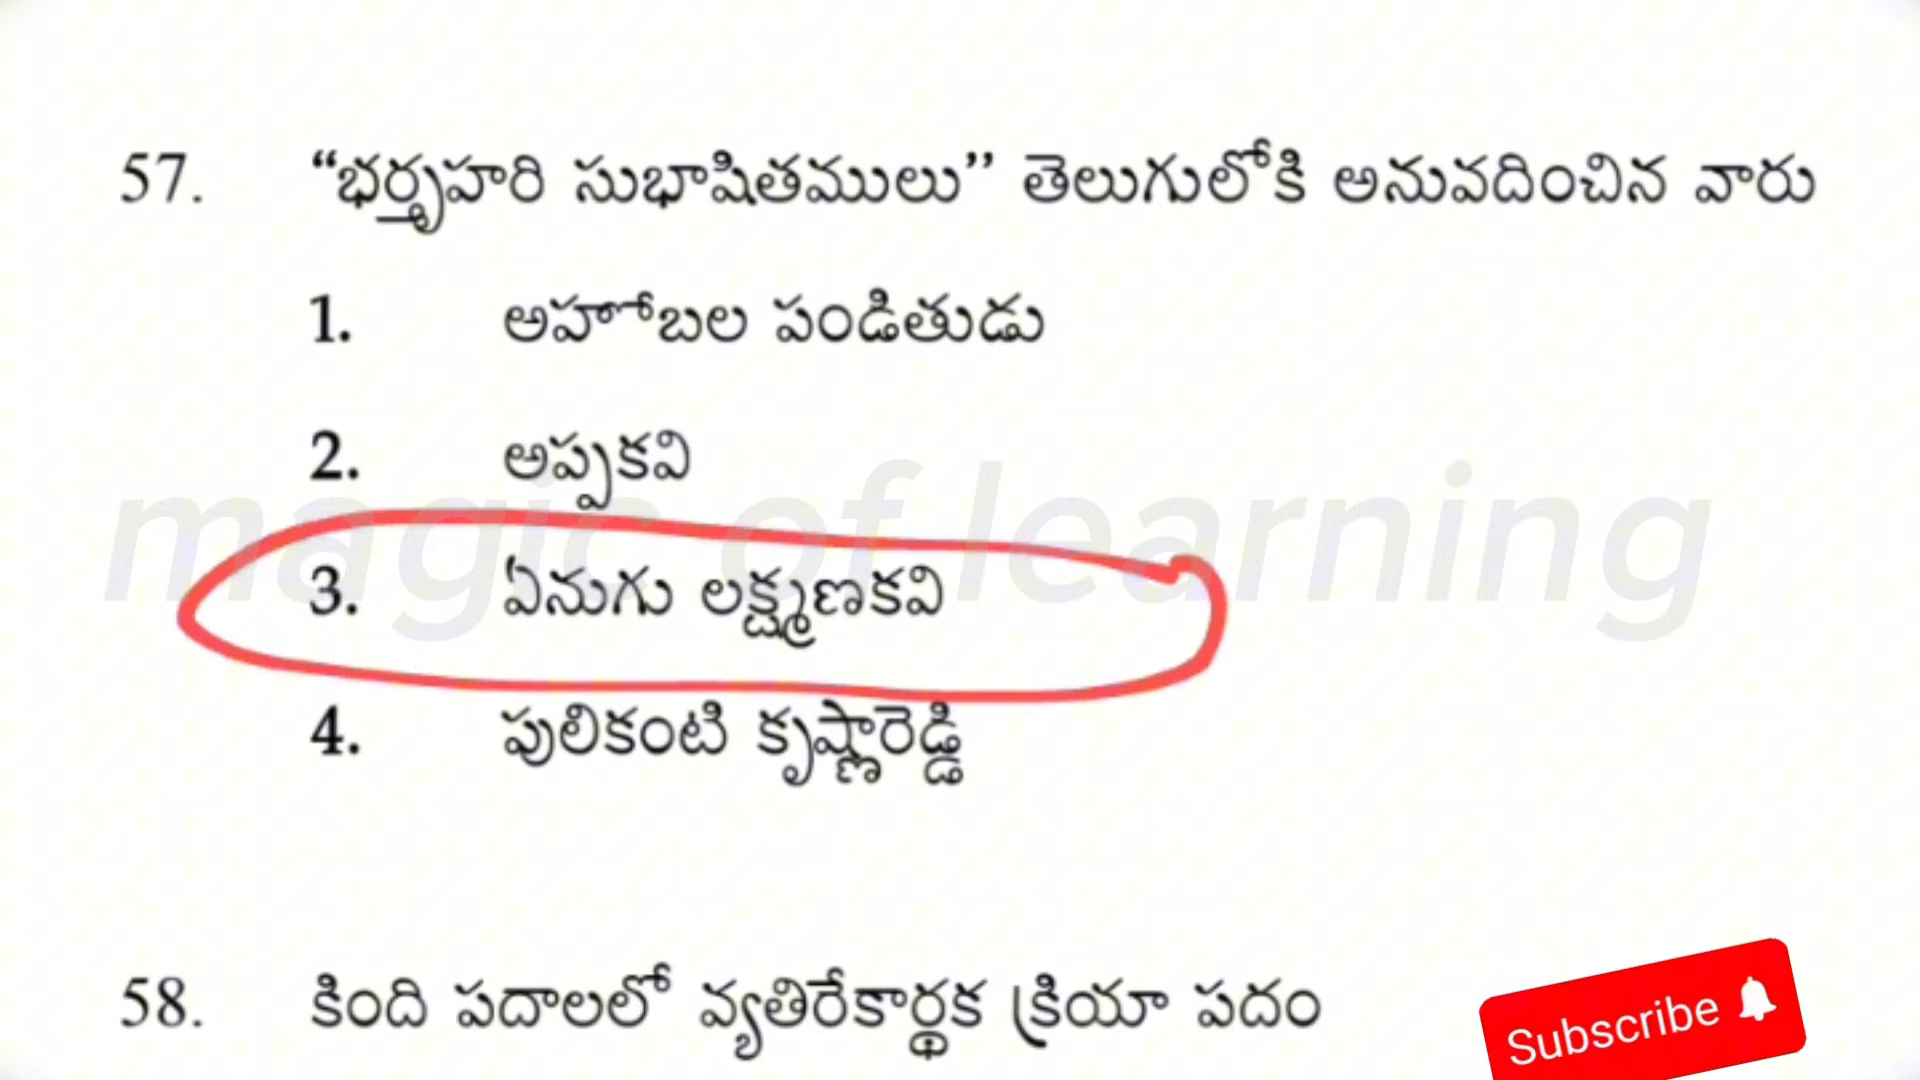 57. “భర్తృహరి సుభాషితములు” తెలుగులోకి అనువదించిన వారు
1. అహోబల పండితుడు
2. అప్పకవి
magic of learning
3. ఏనుగు లక్ష్మణకవి
4. పులికంటి కృష్ణారెడ్డి
58. కింది పదాలలో వ్యతిరేకార్థక క్రియా పదం
Subscribe